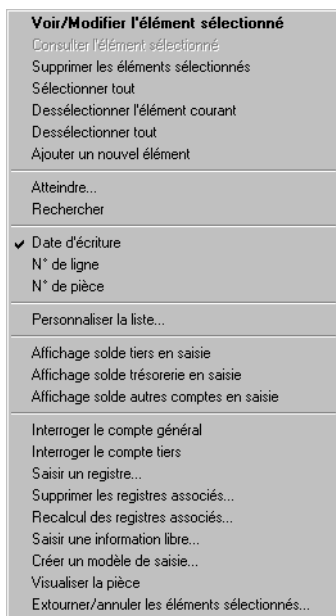 Voir/Modifier l'élément sélectionné
Consulter l'élément sélectionné
Supprimer les éléments sélectionnés
Sélectionner tout
Dessélectionner l'élément courant
Dessélectionner tout
Ajouter un nouvel élément
Atteindre...
Rechercher
Date d'écriture
N° de ligne
N° de pièce
Personnaliser la liste...
Affichage solde tiers en saisie
Affichage solde trésorerie en saisie
Affichage solde autres comptes en saisie
Interroger le compte général
Interroger le compte tiers
Saisir un registre...
Supprimer les registres associés...
Recalcul des registres associés...
Saisir une information libre...
Créer un modèle de saisie...
Visualiser la pièce
Extourner/annuler les éléments sélectionnés...